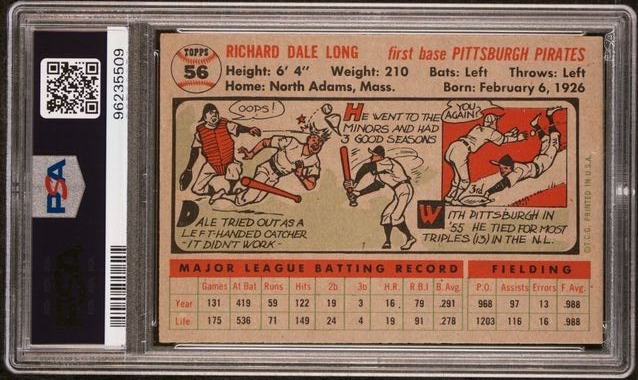 PSA
96235509
TOPPS
56
RICHARD DALE LONG first base PITTSBURGH PIRATES
Height: 6' 4" Weight: 210 Bats: Left Throws: Left
Home: North Adams, Mass. Born: February 6, 1926
OOPS!
DALE TRIED OUT AS A
LEFT-HANDED CATCHER
-IT DIDN'T WORK-
HE WENT TO THE
MINORS AND HAD
3 GOOD SEASONS
YOU
AGAIN!
3rd
WITH PITTSBURGH IN
'55 HE TIED FOR MOST
TRIPLES (13) IN THE N.L.
©T.C.G. PRINTED IN U.S.A.
MAJOR LEAGUE BATTING RECORD FIELDING
Games At Bat Runs Hits 2b 3b H.R R.B.I B. Avg. P.O. Assists Errors F. Avg.
Year 131 419 59 122 19 13 16 79 .291 968 97 13 .988
Life 175 536 71 149 24 14 19 91 .278 1203 116 16 .988